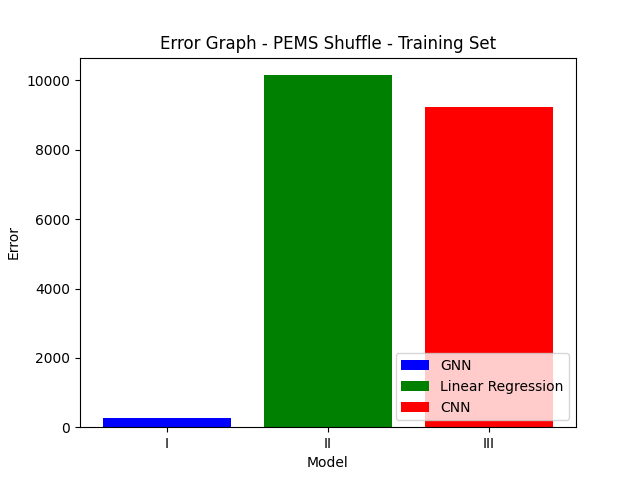 Error Graph - PEMS Shuffle - Training Set
10000
8000
6000
4000
2000
0
Error
I
II
III
Model
GNN
Linear Regression
CNN